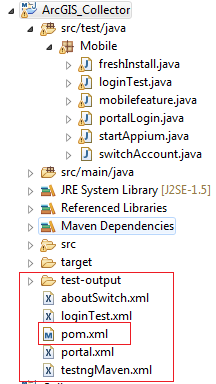 ArcGIS_Collector
src/test/java
Mobile
freshInstall.java
loginTest.java
mobilefeature.java
portalLogin.java
startAppium.java
switchAccount.java
src/main/java
JRE System Library [J2SE-1.5]
Referenced Libraries
Maven Dependencies
src
target
test-output
aboutSwitch.xml
loginTest.xml
pom.xml
portal.xml
testngMaven.xml